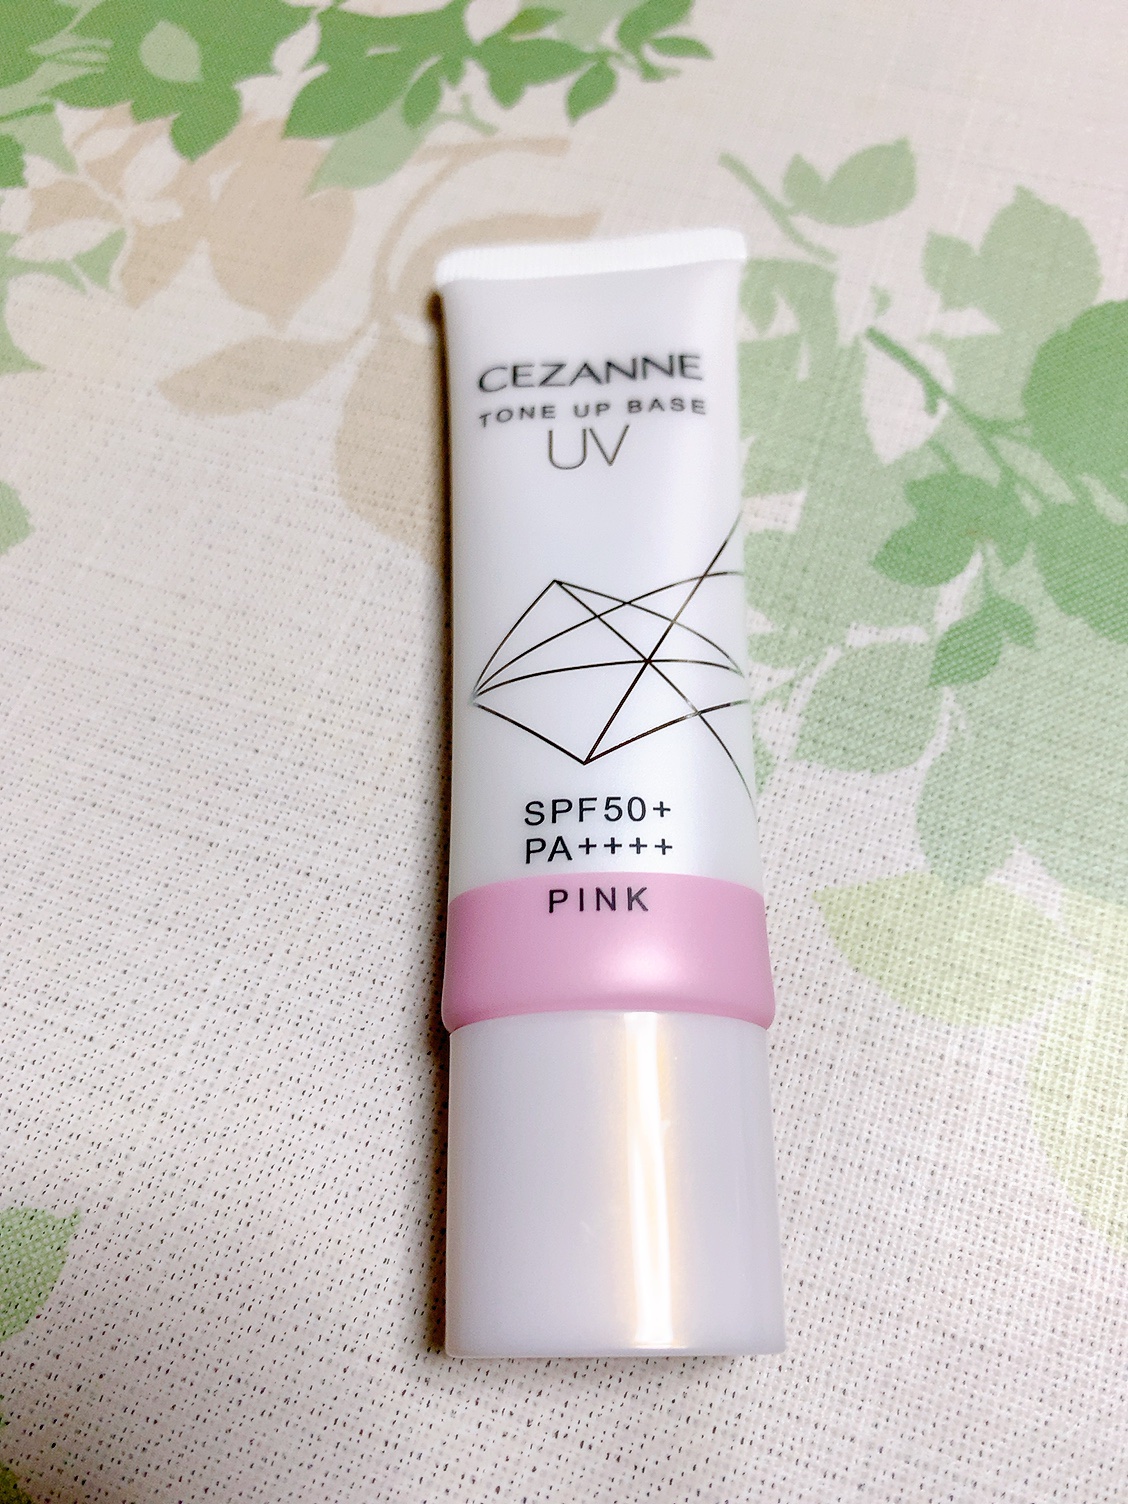 CEZANNE
TONE UP BASE
UV
SPF50+
PA++++
PINK